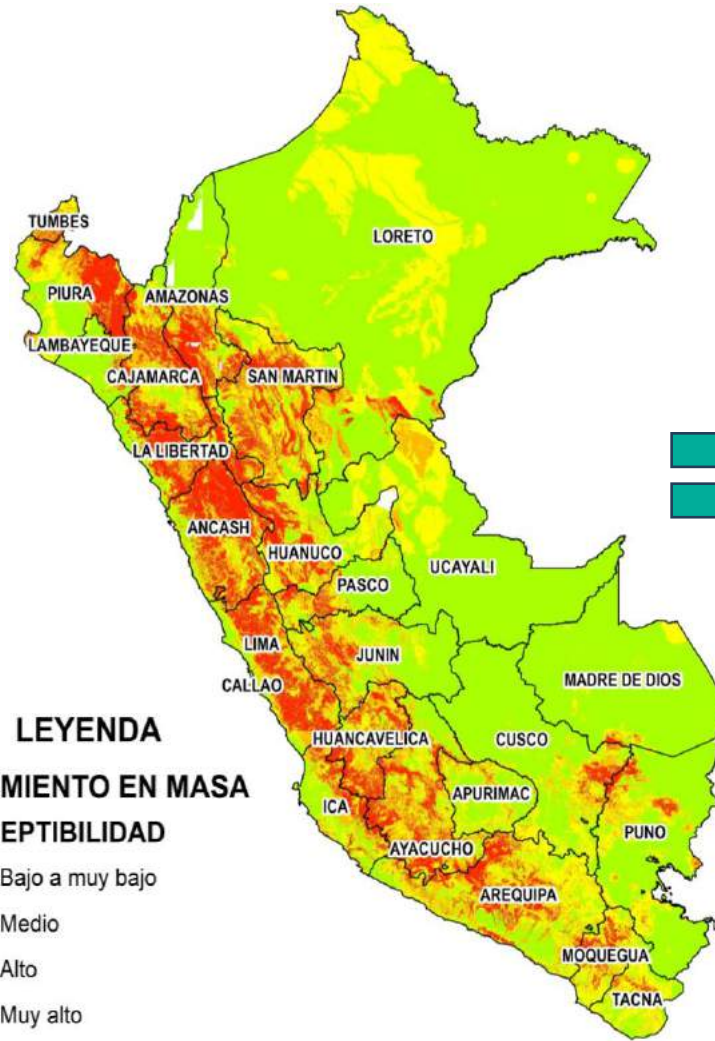 TUMBES
LORETO
PIURA
AMAZONAS
LAMBAYEQUE
CAJAMARCA
SAN MARTIN
LA LIBERTAD
ANCASH
HUANUCO
UCAYALI
PASCO
LIMA
JUNIN
CALLAO
MADRE DE DIOS
LEYENDA
HUANCAVELICA
CUSCO
MIENTO EN MASA
ICA
APURIMAC
EPTIBILIDAD
PUNO
AYACUCHO
Bajo a muy bajo
AREQUIPA
Medio
MOQUEGUA
Alto
TACNA
Muy alto